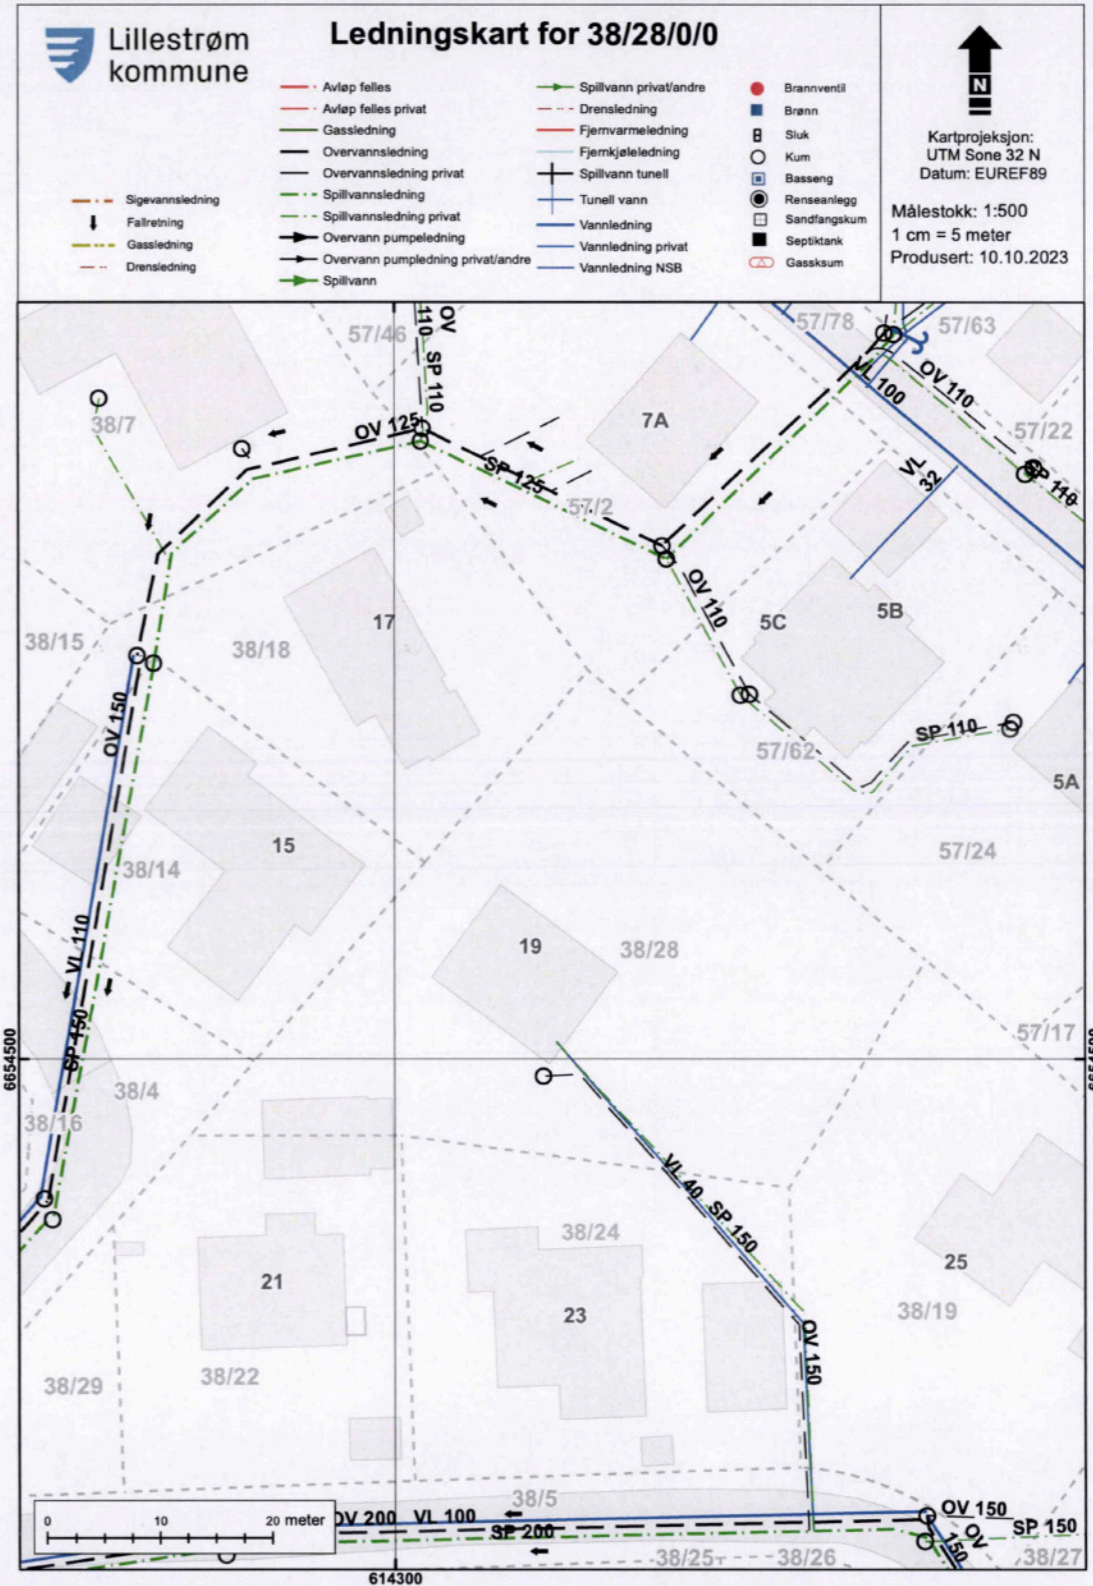 Lillestrøm
kommune
Ledningskart for 38/28/0/0
Sigevannsledning
Fallretning
Gassledning
Drensledning
Avløp felles
Avløp felles privat
Gassledning
Overvannsledning
Overvannsledning privat
Spillvannsledning
Spillvannsledning privat
Overvann pumpeledning
Overvann pumpledning privat/andre
Spillvann
Spillvann privat/andre
Drensledning
Fjernvarmeledning
Fjernkjøleledning
Spillvann tunell
Tunell vann
Vannledning
Vannledning privat
Vannledning NSB
Brannventil
Brønn
Sluk
Kum
Basseng
Renseanlegg
Sandfangskum
Septiktank
Gassksum
N
Kartprojeksjon:
UTM Sone 32 N
Datum: EUREF89
Målestokk: 1:500
1 cm = 5 meter
Produsert: 10.10.2023
57/46
OV 110
SP 110
57/78
57/63
VL 100
OV 110
38/7
OV 125
7A
57/22
SP 125
VL 32
SP 110
57/2
OV 110
17
5C
5B
38/15
38/18
OV 150
SP 110
57/62
5A
15
38/14
57/24
VL 110
19
38/28
SP 150
57/17
6654500
6654500
38/4
38/16
VL 40
SP 150
38/24
21
23
25
38/19
OV 150
38/29
38/22
38/5
0 10 20 meter
OV 200
VL 100
SP 200
OV 150
OV 150
SP 150
38/25
38/26
38/27
614300